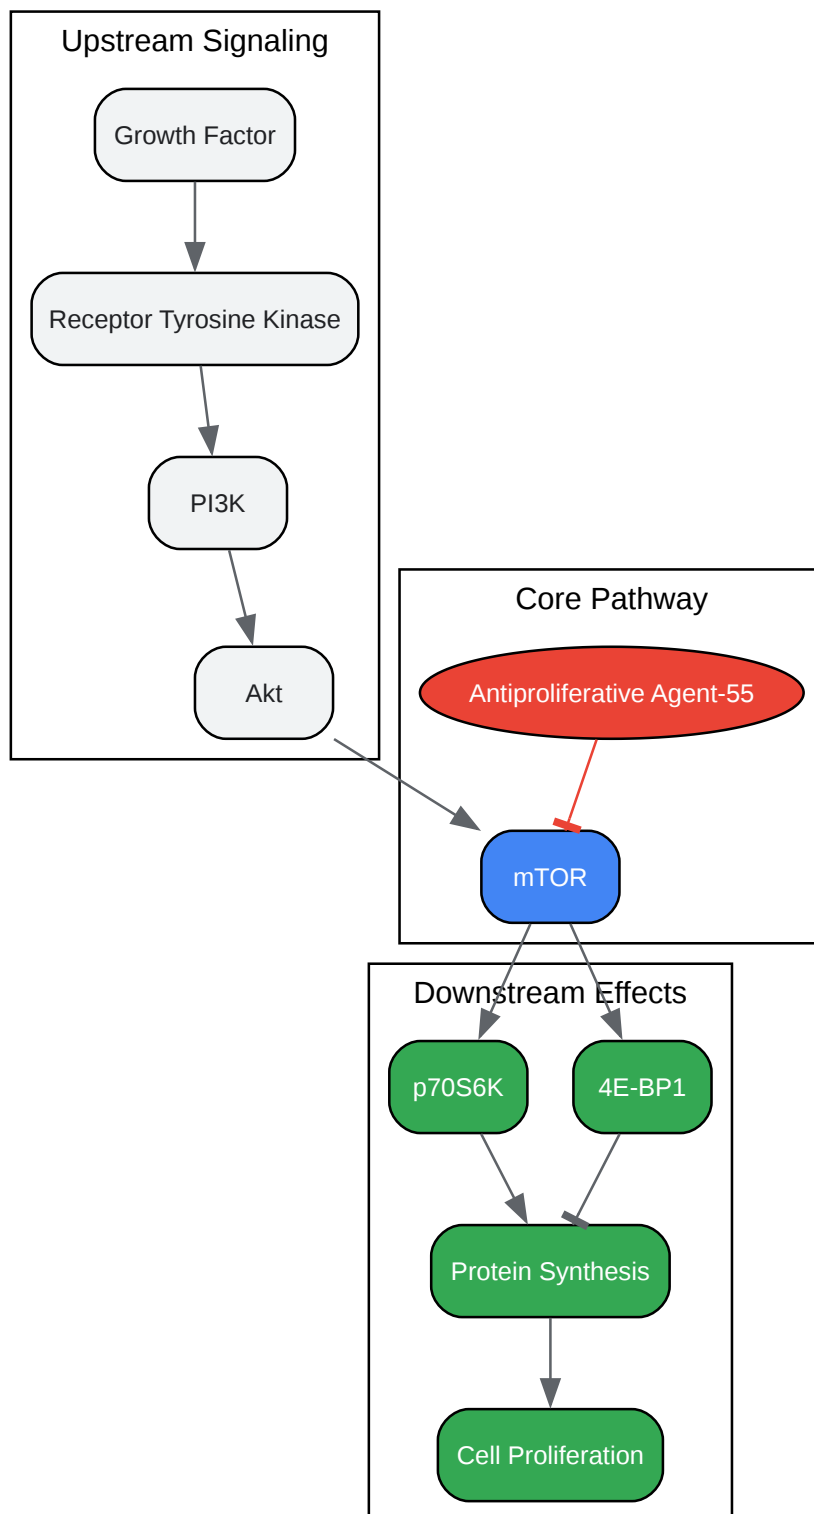 Upstream Signaling
Growth Factor
Receptor Tyrosine Kinase
PI3K
Akt
Core Pathway
Antiproliferative Agent-55
mTOR
Downstream Effects
p70S6K
4E-BP1
Protein Synthesis
Cell Proliferation